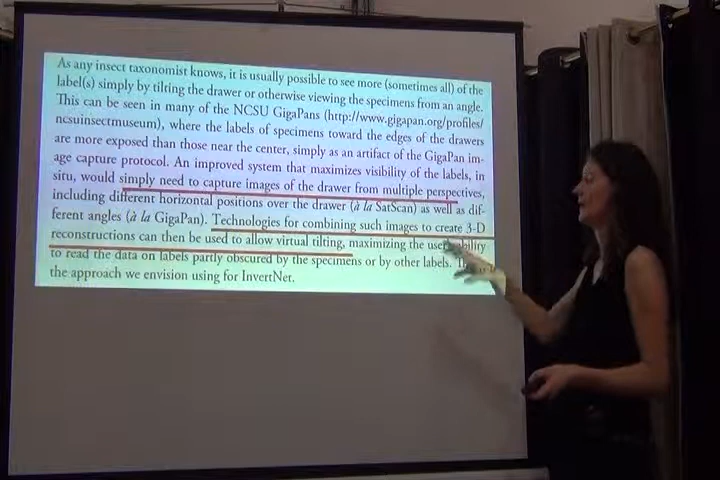 As any insect taxonomist knows, it is usually possible to see more (sometimes all) of the
label(s) simply by tilting the drawer or otherwise viewing the specimens from an angle.
This can be seen in many of the NCSU GigaPans (http://www.gigapan.org/profiles/
ncsuinsectmuseum), where the labels of specimens toward the edges of the drawers
are more exposed than those near the center, simply as an artifact of the GigaPan im-
age capture protocol. An improved system that maximizes visibility of the labels, in
situ, would simply need to capture images of the drawer from multiple perspectives,
including different horizontal positions over the drawer (à la SatScan) as well as dif-
ferent angles (à la GigaPan). Technologies for combining such images to create 3-D
reconstructions can then be used to allow virtual tilting, maximizing the user ability
to read the data on labels partly obscured by the specimens or by other labels.
the approach we envision using for InvertNet.